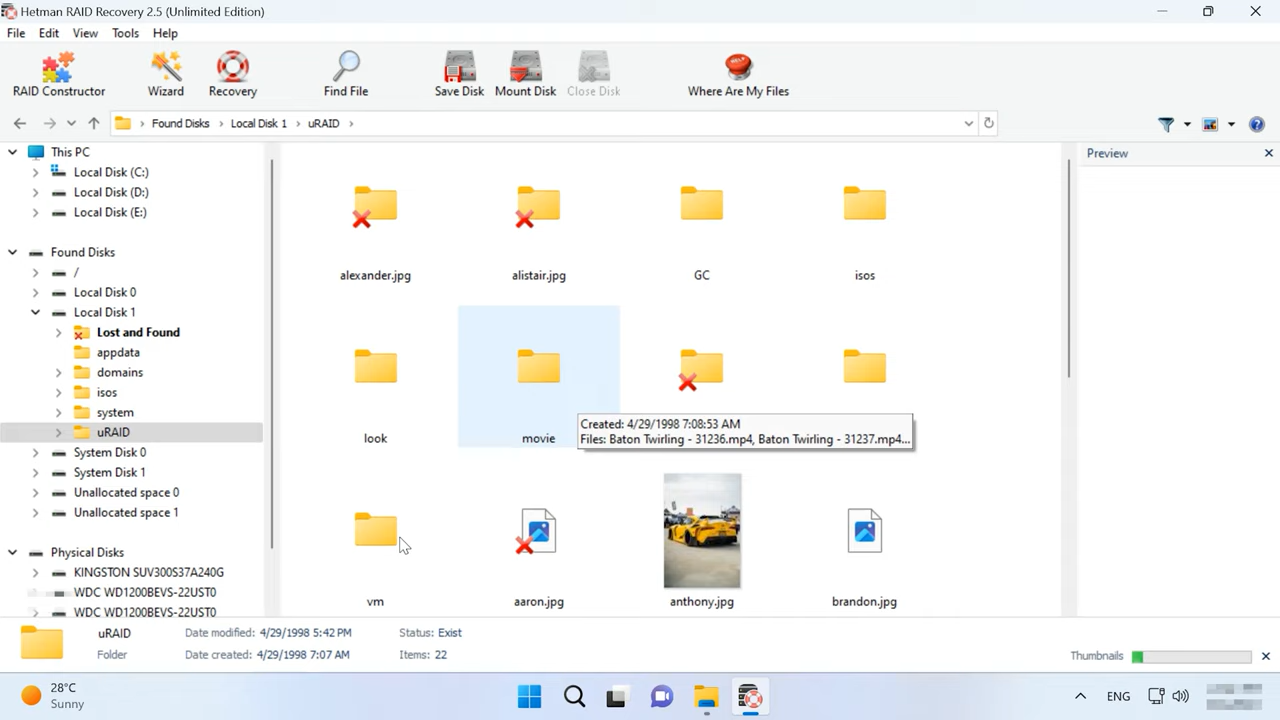 Hetman RAID Recovery 2.5 (Unlimited Edition)
File Edit View Tools Help
RAID Constructor Wizard Recovery Find File Save Disk Mount Disk Close Disk HELP Where Are My Files
Found Disks Local Disk 1 uRAID
This PC
Local Disk (C:)
Local Disk (D:)
Local Disk (E:)
Found Disks
/
Local Disk 0
Local Disk 1
Lost and Found
appdata
domains
isos
system
uRAID
System Disk 0
System Disk 1
Unallocated space 0
Unallocated space 1
Physical Disks
KINGSTON SUV300S37A240G
WDC WD1200BEVS-22UST0
WDC WD1200BEVS-22UST0
alexander.jpg alistair.jpg GC isos
look movie
Created: 4/29/1998 7:08:53 AM
Files: Baton Twirling - 31236.mp4, Baton Twirling - 31237.mp4...
vm aaron.jpg anthony.jpg brandon.jpg
Preview
uRAID Date modified: 4/29/1998 5:42 PM Status: Exist
Folder Date created: 4/29/1998 7:07 AM Items: 22
Thumbnails
28°C
Sunny
ENG